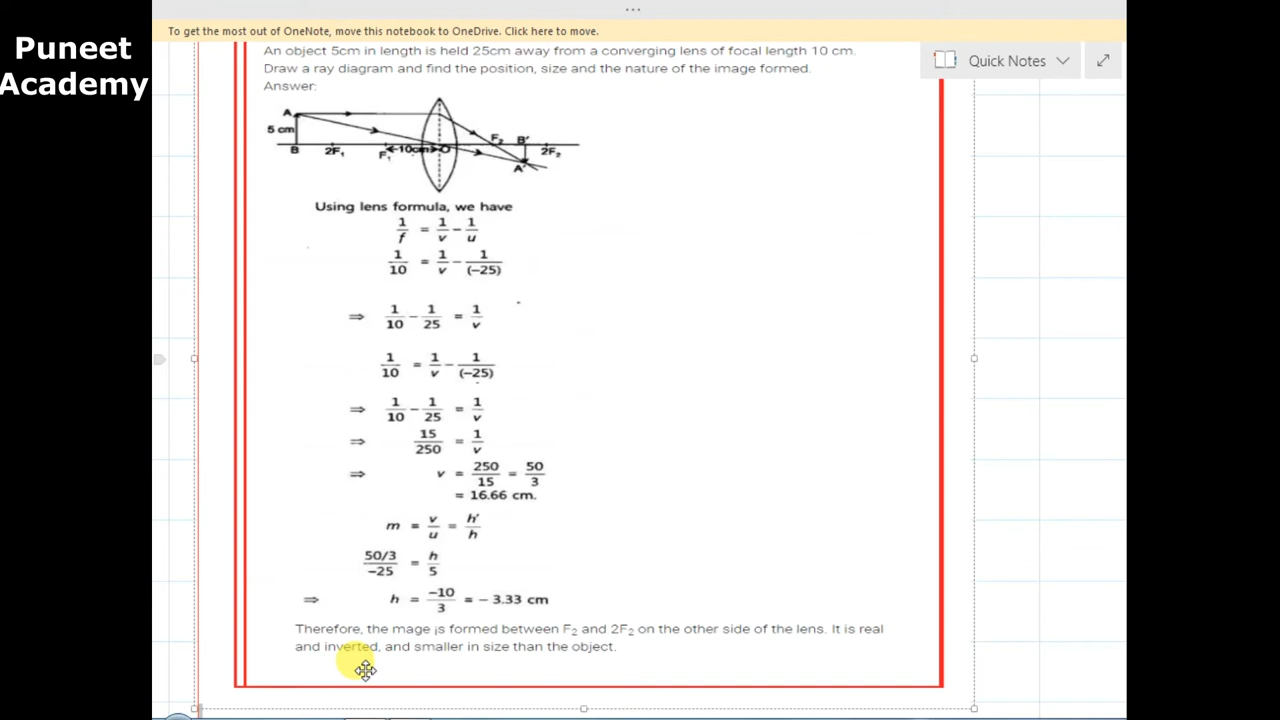 Puneet
Academy
To get the most out of OneNote, move this notebook to OneDrive. Click here to move.
Quick Notes
An object 5cm in length is held 25cm away from a converging lens of focal length 10 cm.
Draw a ray diagram and find the position, size and the nature of the image formed.
Answer:
A
5 cm
B 2F₁ F₁ 10cm O F₂ B' 2F₂
A'
Using lens formula, we have
1/f = 1/v − 1/u
1/10 = 1/v − 1/(−25)
⇒ 1/10 − 1/25 = 1/v
1/10 = 1/v − 1/(−25)
⇒ 1/10 − 1/25 = 1/v
⇒ 15/250 = 1/v
⇒ v = 250/15 = 50/3
= 16.66 cm.
m = v/u = h'/h
50/3/−25 = h/5
⇒ h = −10/3 = − 3.33 cm
Therefore, the mage is formed between F₂ and 2F₂ on the other side of the lens. It is real
and inverted, and smaller in size than the object.